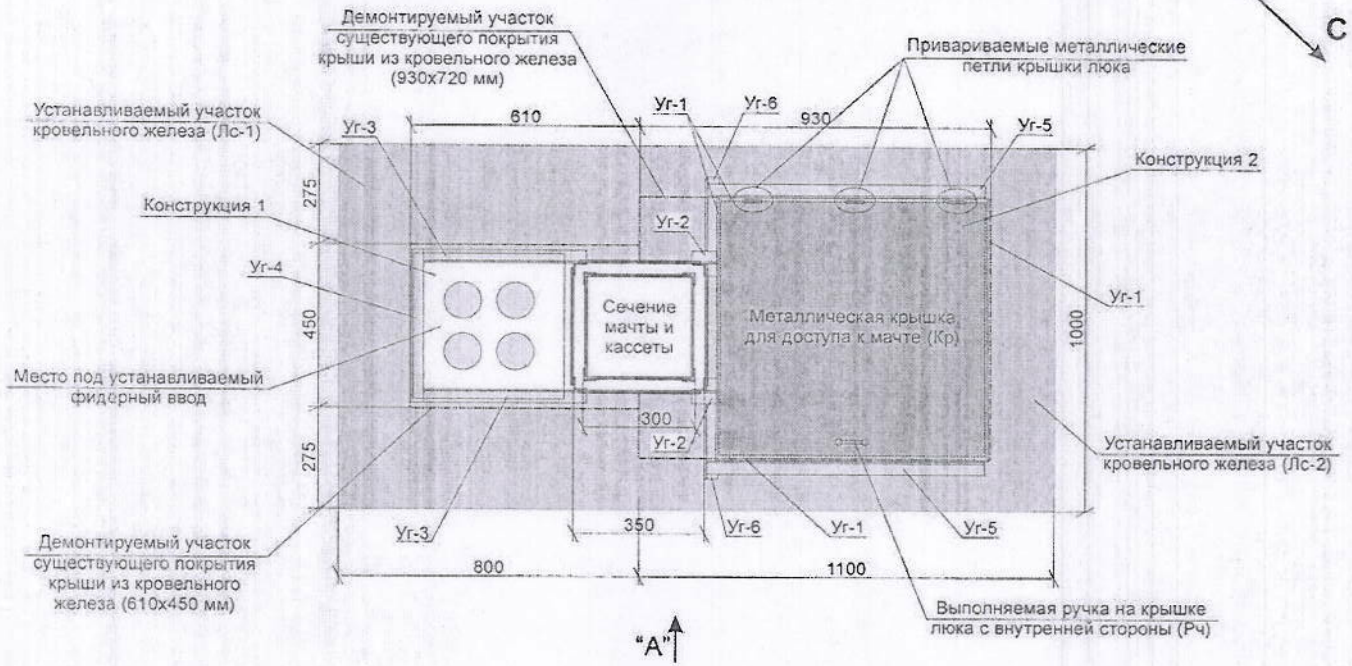 С
Демонтируемый участок
существующего покрытия
крыши из кровельного железа
(930х720 мм)
Привариваемые металлические
петли крышки люка
Устанавливаемый участок
кровельного железа (Лс-1)
Уг-3
610
Уг-1
Уг-6
930
Уг-5
Конструкция 2
275
Конструкция 1
Уг-2
Уг-4
Уг-1
450
Сечение
мачты и
кассеты
Металлическая крышка
для доступа к мачте (Кр)
1000
Место под устанавливаемый
фидерный ввод
300
Уг-2
275
Устанавливаемый участок
кровельного железа (Лс-2)
Уг-3
350
Уг-6
Уг-1
Уг-5
Демонтируемый участок
существующего покрытия
крыши из кровельного
железа (610х450 мм)
800
1100
Выполняемая ручка на крышке
люка с внутренней стороны (Рч)
"А"